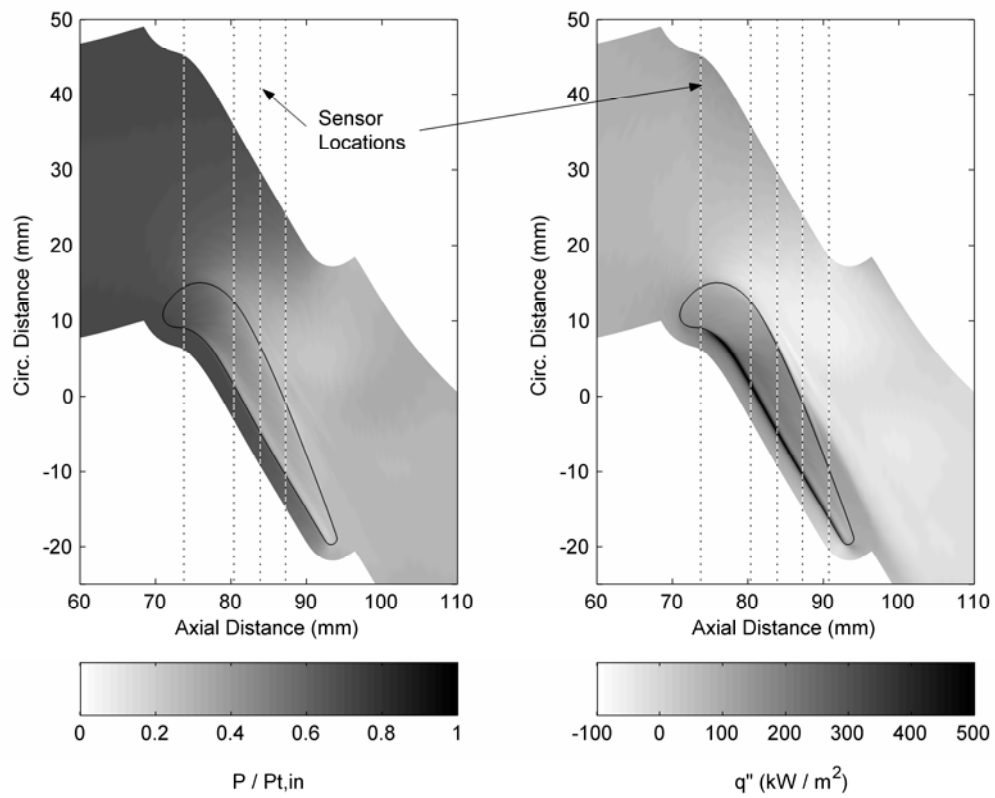 50
40
30
20
10
0
-10
-20
Circ. Distance (mm)
60 70 80 90 100 110
Axial Distance (mm)
Sensor
Locations
50
40
30
20
10
0
-10
-20
Circ. Distance (mm)
60 70 80 90 100 110
Axial Distance (mm)
0 0.2 0.4 0.6 0.8 1
P / Pt,in
-100 0 100 200 300 400 500
q" (kW / m²)